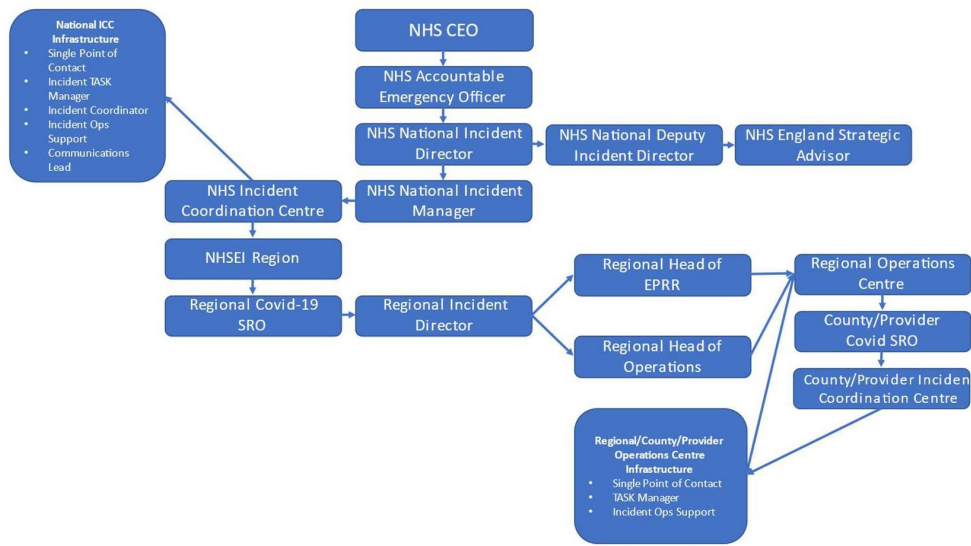 National ICC
Infrastructure
• Single Point of
Contact
• Incident TASK
Manager
• Incident Coordinator
• Incident Ops
Support
• Communications
Lead
NHS CEO
NHS Accountable
Emergency Officer
NHS National Incident
Director
NHS National Deputy
Incident Director
NHS England Strategic
Advisor
NHS National Incident
Manager
NHS Incident
Coordination Centre
NHSEI Region
Regional Covid-19
SRO
Regional Incident
Director
Regional Head of
EPRR
Regional Head of
Operations
Regional Operations
Centre
County/Provider
Covid SRO
County/Provider Inciden
Coordination Centre
Regional/County/Provider
Operations Centre
Infrastructure
• Single Point of Contact
• TASK Manager
• Incident Ops Support